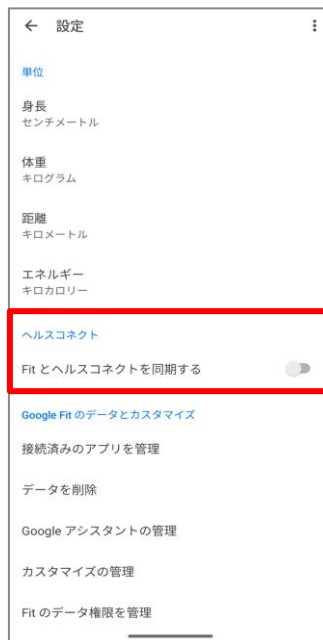 設定
単位
身長
センチメートル
体重
キログラム
距離
キロメートル
エネルギー
キロカロリー
ヘルスコネクト
Fit とヘルスコネクトを同期する
Google Fit のデータとカスタマイズ
接続済みのアプリを管理
データを削除
Google アシスタントの管理
カスタマイズの管理
Fit のデータ権限を管理